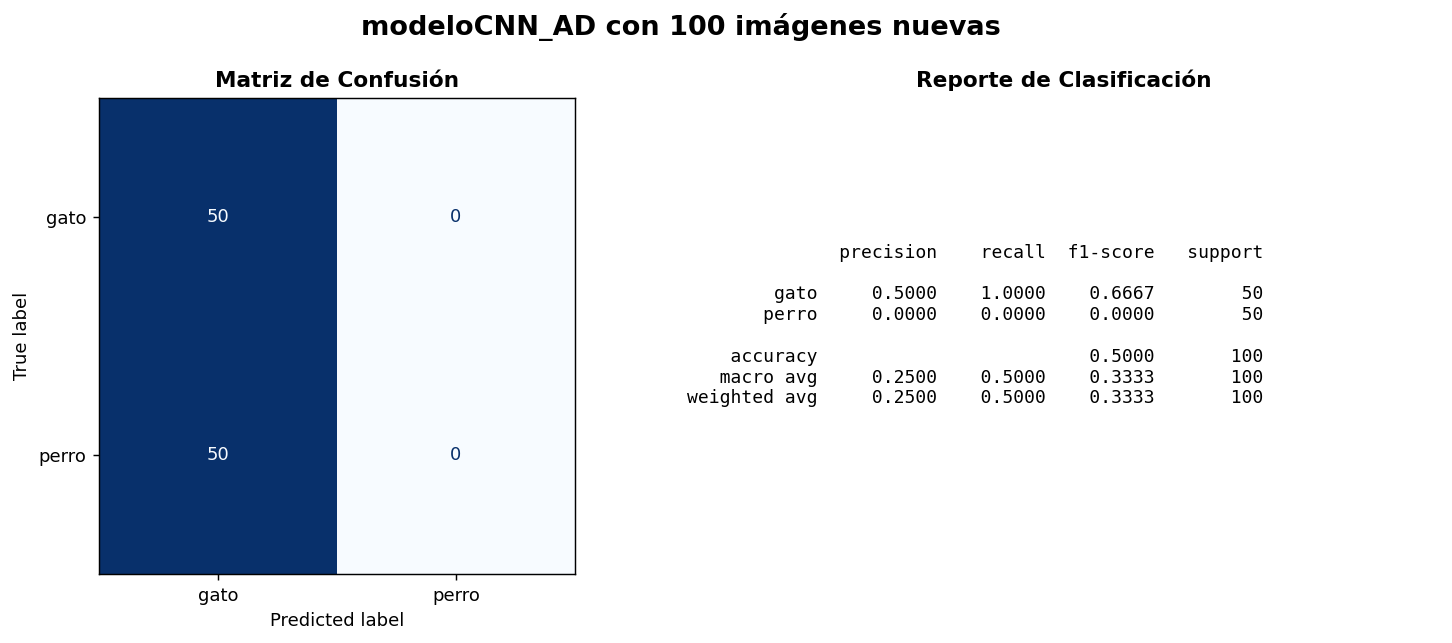 modeloCNN_AD con 100 imágenes nuevas
Matriz de Confusión
gato
50
0
perro
50
0
True label
gato perro
Predicted label
Reporte de Clasificación
precision recall f1-score support
gato 0.5000 1.0000 0.6667 50
perro 0.0000 0.0000 0.0000 50
accuracy 0.5000 100
macro avg 0.2500 0.5000 0.3333 100
weighted avg 0.2500 0.5000 0.3333 100